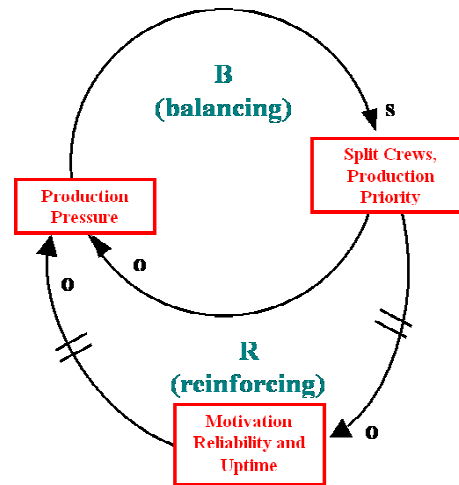 B
(balancing)
s
Split Crews,
Production
Priority
Production
Pressure
o
o
R
(reinforcing)
Motivation
Reliability and
Uptime
o